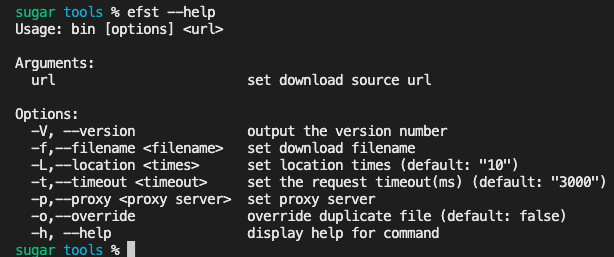 sugar tools % efst --help
Usage: bin [options] <url>
Arguments:
url set download source url
Options:
-V, --version output the version number
-f,--filename <filename> set download filename
-L,--location <times> set location times (default: "10")
-t,--timeout <timeout> set the request timeout(ms) (default: "3000")
-p,--proxy <proxy server> set proxy server
-o,--override override duplicate file (default: false)
-h, --help display help for command
sugar tools %